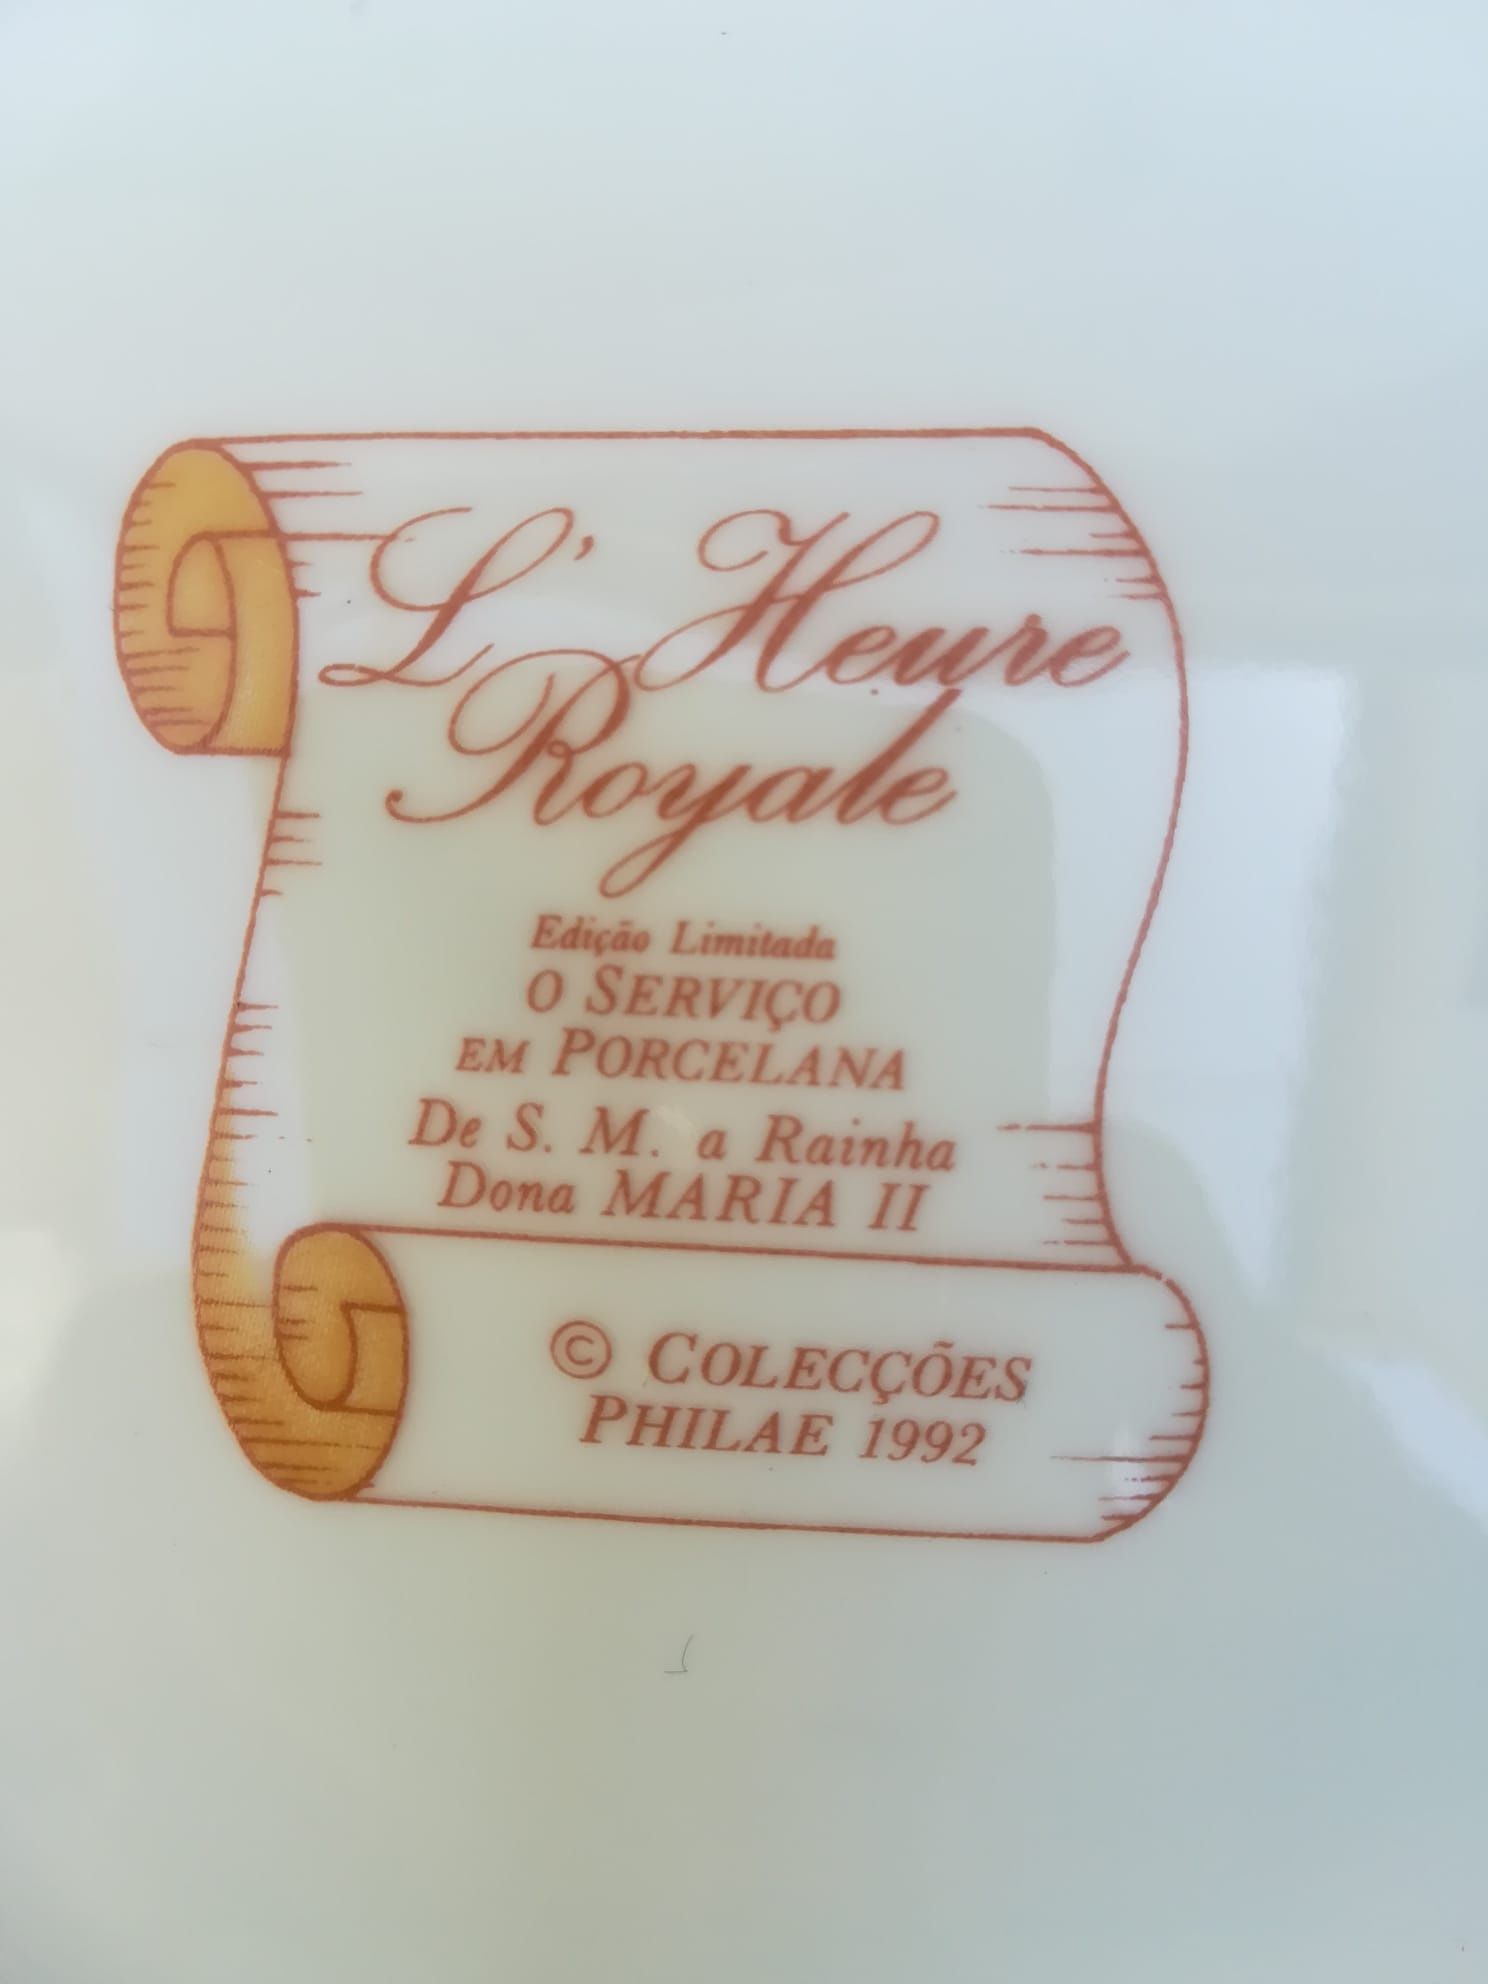 L'Heure
Royale
Edição Limitada
O SERVIÇO
EM PORCELANA
De S. M. a Rainha
Dona MARIA II
© COLECÇÕES
PHILAE 1992